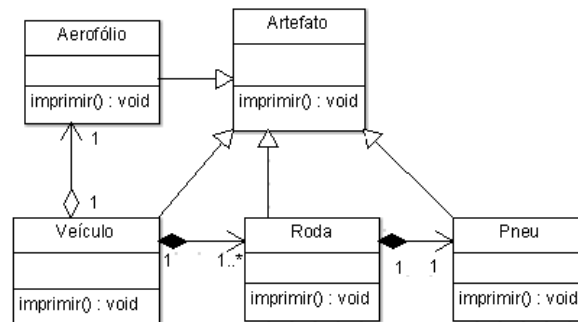 Aerofólio
imprimir() : void
Artefato
imprimir() : void
1
1
Veículo
imprimir() : void
1
1..*
Roda
imprimir() : void
1
1
Pneu
imprimir() : void